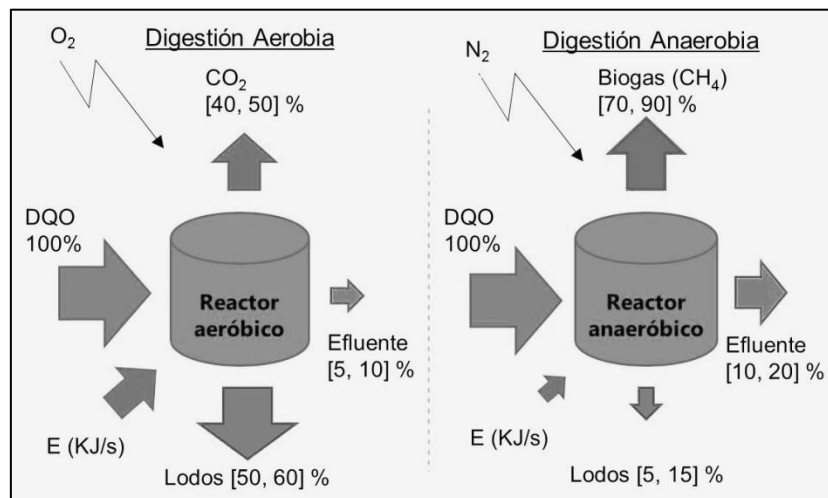 Digestión Aerobia
O₂
CO₂
[40, 50] %
DQO
100%
Reactor
aeróbico
Efluente
[5, 10] %
E (KJ/s)
Lodos [50, 60] %
Digestión Anaerobia
N₂
Biogas (CH₄)
[70, 90] %
DQO
100%
Reactor
anaeróbico
Efluente
[10, 20] %
E (KJ/s)
Lodos [5, 15] %